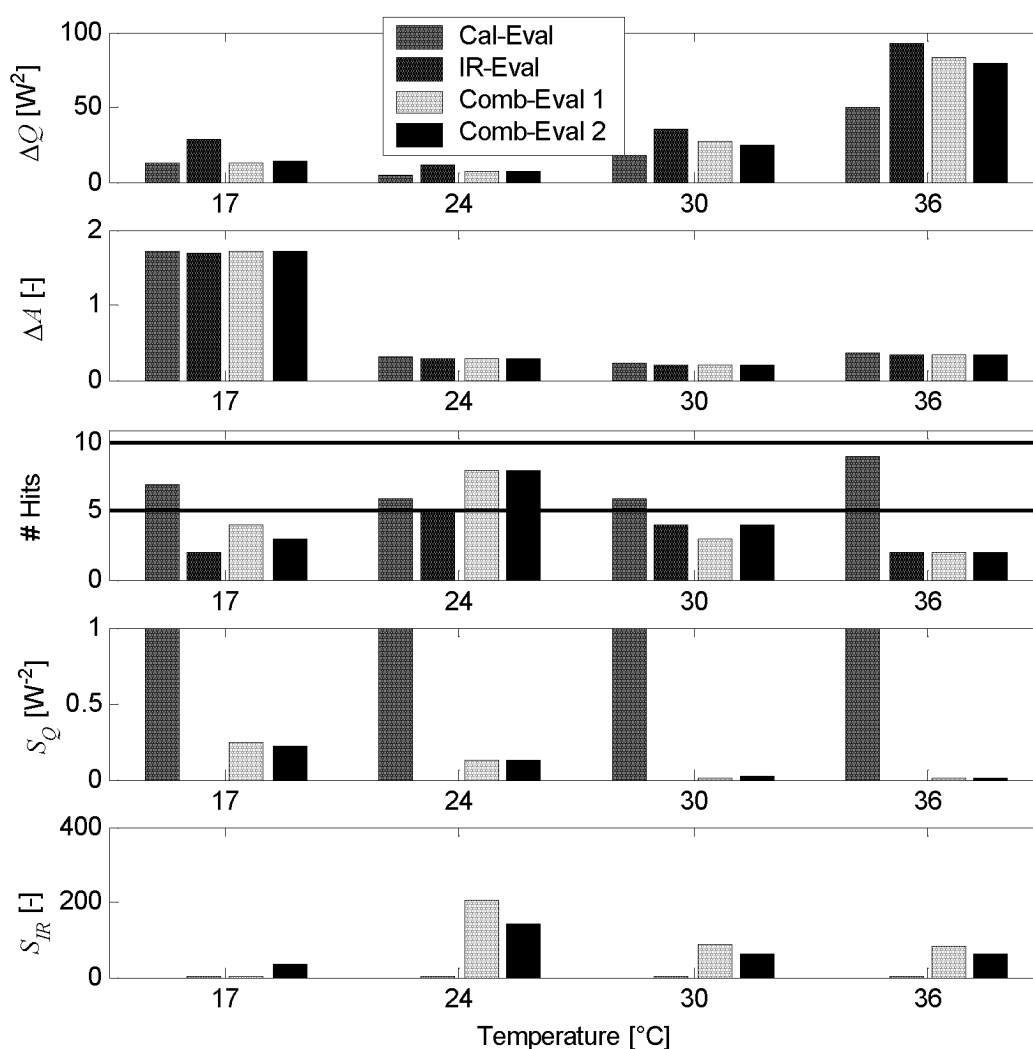 Cal-Eval
IR-Eval
Comb-Eval 1
Comb-Eval 2
ΔQ [W²]
100
50
0
17 24 30 36
ΔA [-]
2
1
0
17 24 30 36
# Hits
10
5
0
17 24 30 36
S_Q [W⁻²]
1
0.5
0
17 24 30 36
S_IR [-]
400
200
0
17 24 30 36
Temperature [°C]